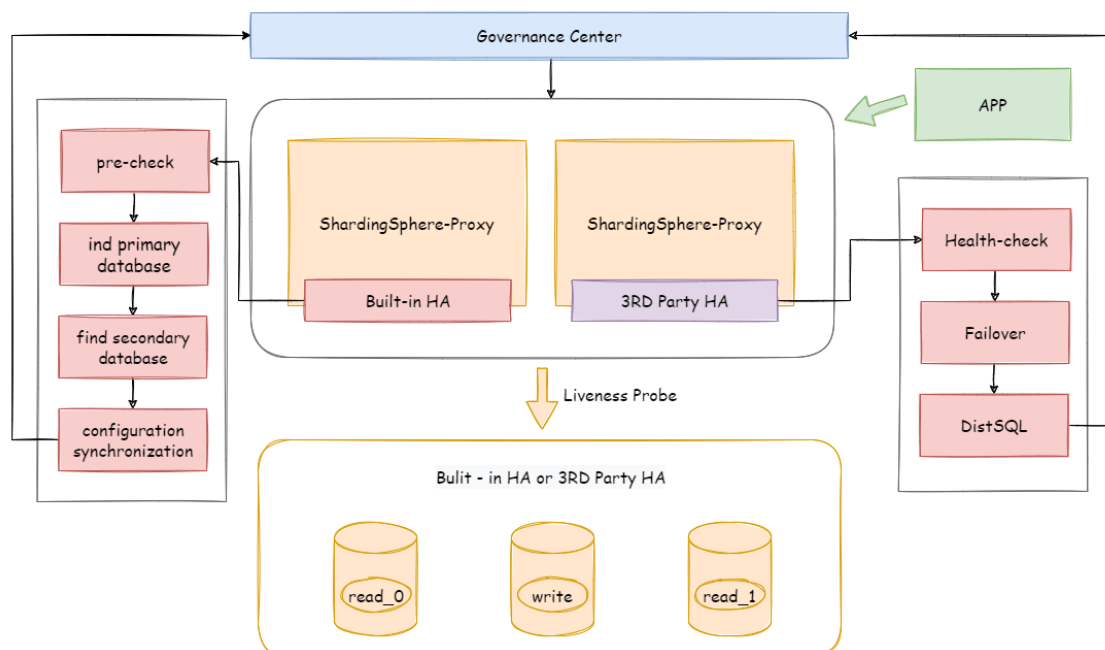 Governance Center
APP
pre-check
ind primary
database
find secondary
database
configuration
synchronization
ShardingSphere-Proxy
Built-in HA
ShardingSphere-Proxy
3RD Party HA
Health-check
Failover
DistSQL
Liveness Probe
Bulit - in HA or 3RD Party HA
read_0
write
read_1